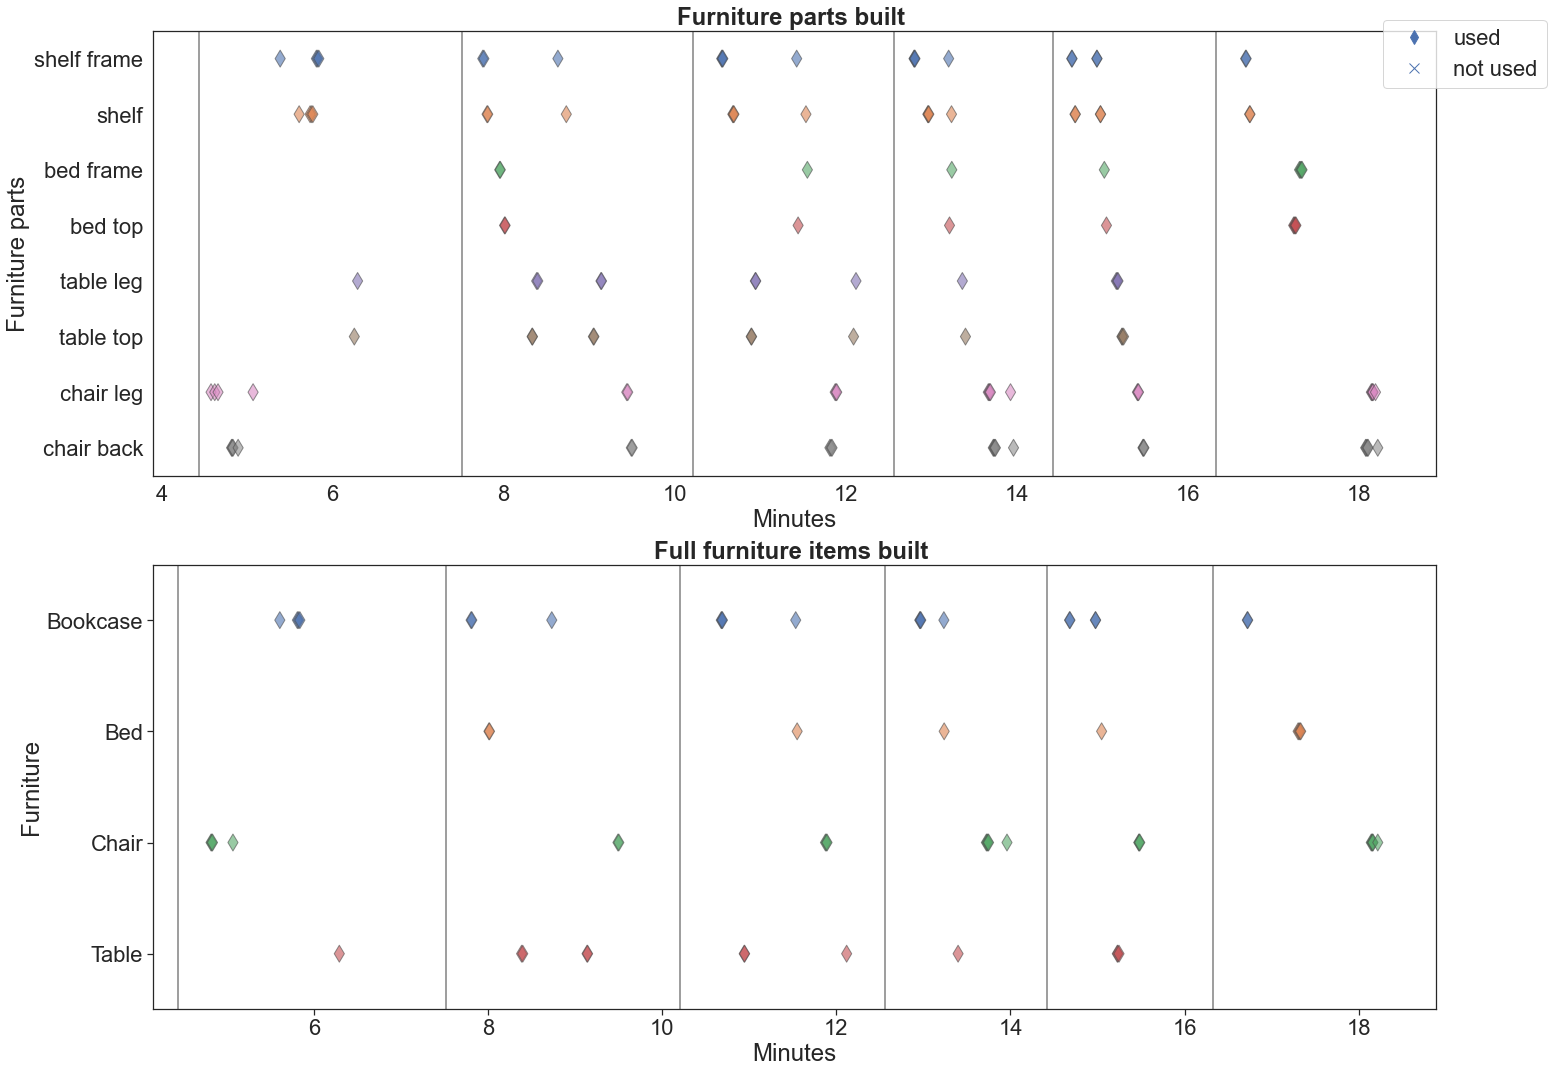 Furniture parts built
used
not used
Furniture parts
shelf frame
shelf
bed frame
bed top
table leg
table top
chair leg
chair back
4 6 8 10 12 14 16 18
Minutes
Full furniture items built
Furniture
Bookcase
Bed
Chair
Table
6 8 10 12 14 16 18
Minutes